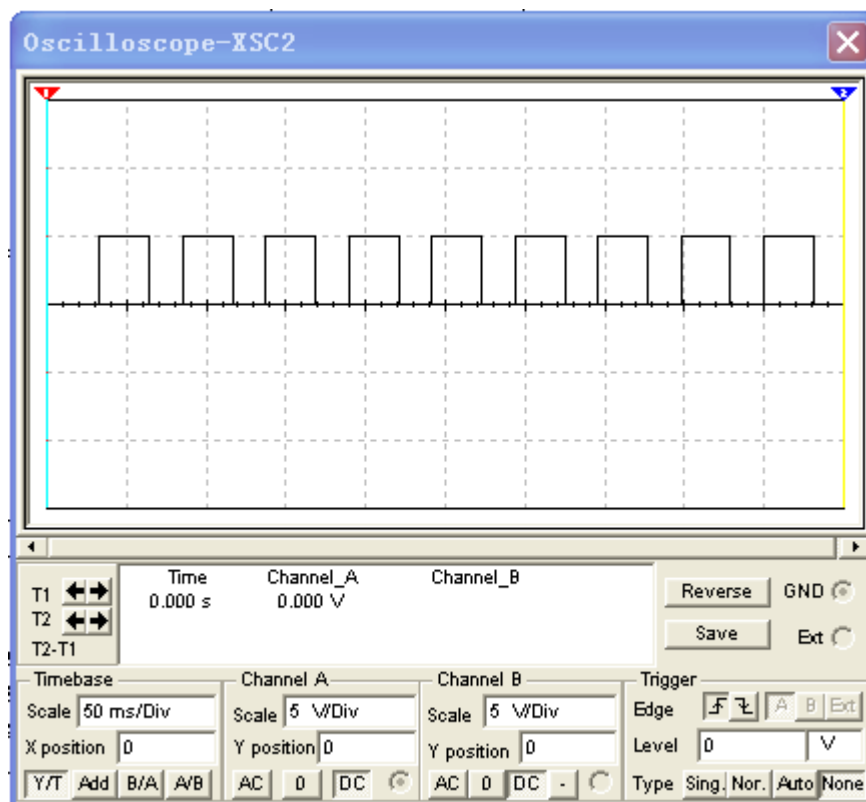 Oscilloscope-XSC2
1 2
Time Channel_A Channel_B
T1 0.000 s 0.000 V
T2
T2-T1
Reverse GND
Save Ext
Timebase Channel A Channel B Trigger
Scale 50 ms/Div Scale 5 V/Div Scale 5 V/Div Edge A B Ext
X position 0 Y position 0 Y position 0 Level 0 V
Y/T Add B/A A/B AC 0 DC AC 0 DC - Type Sing. Nor. Auto None